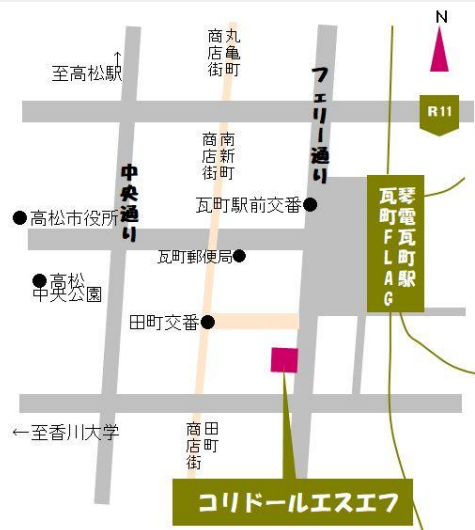 N
丸亀町
商店街
↑
至高松駅
フェリー通り
R11
南新町
商店街
中央通り
瓦町駅前交番
琴電瓦町駅
瓦町FLAG
高松市役所
瓦町郵便局
高松
中央公園
田町交番
←至香川大学
田町
商店街
コリドールエスエフ